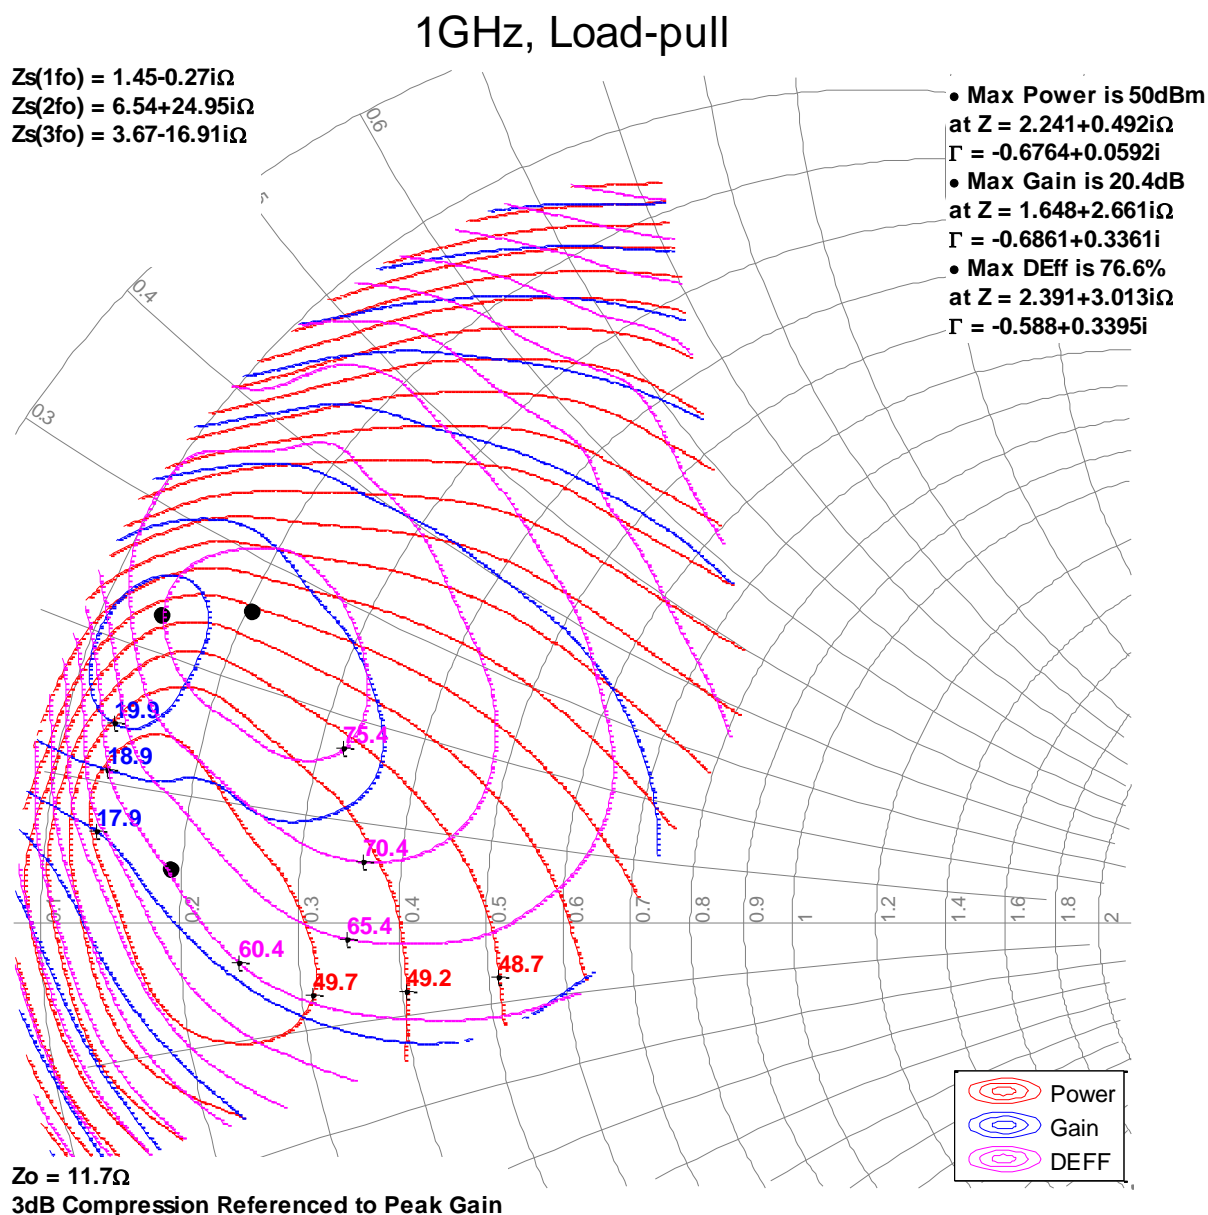 1GHz, Load-pull
Zs(1fo) = 1.45-0.27iΩ
Zs(2fo) = 6.54+24.95iΩ
Zs(3fo) = 3.67-16.91iΩ
• Max Power is 50dBm
at Z = 2.241+0.492iΩ
Γ = -0.6764+0.0592i
• Max Gain is 20.4dB
at Z = 1.648+2.661iΩ
Γ = -0.6861+0.3361i
• Max DEff is 76.6%
at Z = 2.391+3.013iΩ
Γ = -0.588+0.3395i
0.6
0.4
0.3
19.9
75.4
18.9
17.9
70.4
0.1
0.2
0.3
0.4
0.5
0.6
0.7
0.8
0.9
1
1.2
1.4
1.6
1.8
2
65.4
60.4
49.7
49.2
48.7
Power
Gain
DEFF
Zo = 11.7Ω
3dB Compression Referenced to Peak Gain